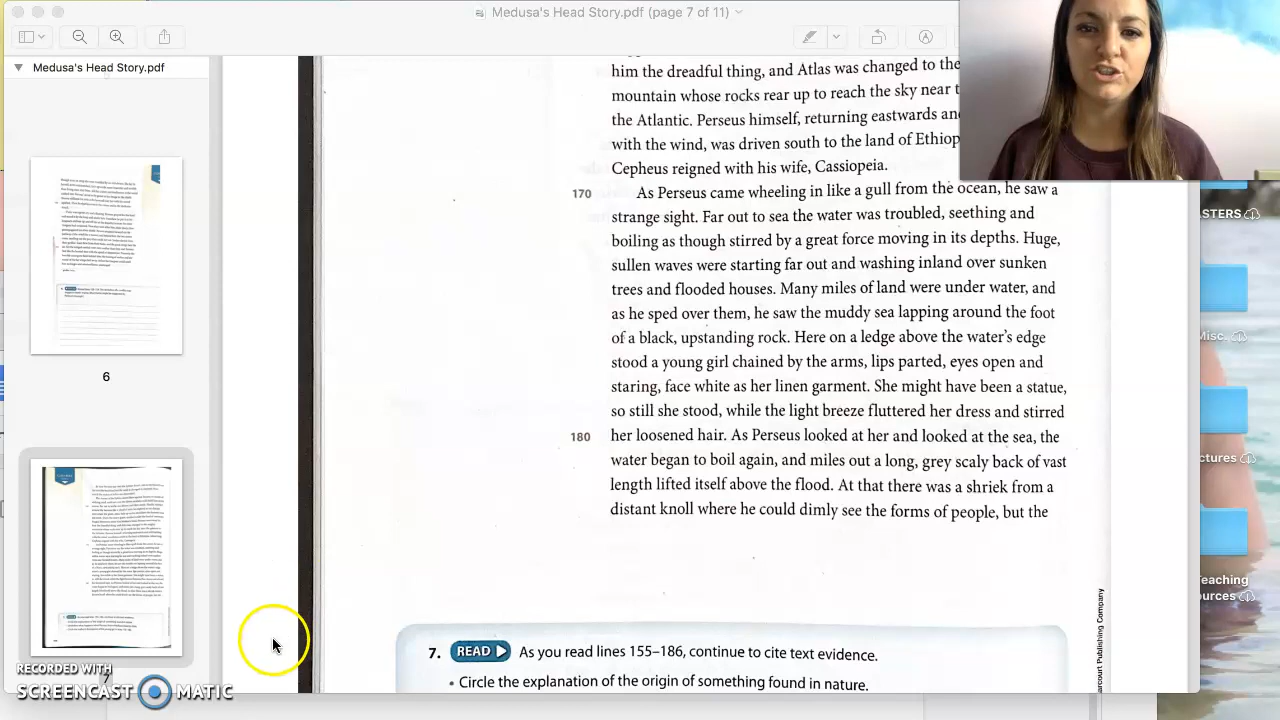 Medusa's Head Story.pdf (page 7 of 11)
Medusa's Head Story.pdf
him the dreadful thing, and Atlas was changed to the
mountain whose rocks rear up to reach the sky near
the Atlantic. Perseus himself, returning eastwards and
with the wind, was driven south to the land of Ethiop
Cepheus reigned with his wife, Cassiopeia.
170 As Perseus came wheeling in like a gull from the ocean, he saw a
strange sight. Far out to sea the water was troubled, seething and
boiling as though stirred by a great force moving in its depths. Huge,
sullen waves were starting far out and washing inland over sunken
trees and flooded houses. Many miles of land were under water, and
as he sped over them, he saw the muddy sea lapping around the foot
of a black, upstanding rock. Here on a ledge above the water's edge
stood a young girl chained by the arms, lips parted, eyes open and
staring, face white as her linen garment. She might have been a statue,
so still she stood, while the light breeze fluttered her dress and stirred
180 her loosened hair. As Perseus looked at her and looked at the sea, the
water began to boil again, and miles out a long, grey scaly back of vast
length lifted itself above the flood. At that there was a shriek from a
distant knoll where he could dimly see the forms of people, but the
7. READ As you read lines 155–186, continue to cite text evidence.
• Circle the explanation of the origin of something found in nature.
arcourt Publishing Company
6
7
ASTERS
Misc.
ctures
Teaching
ources
RECORDED WITH
SCREENCAST MATIC